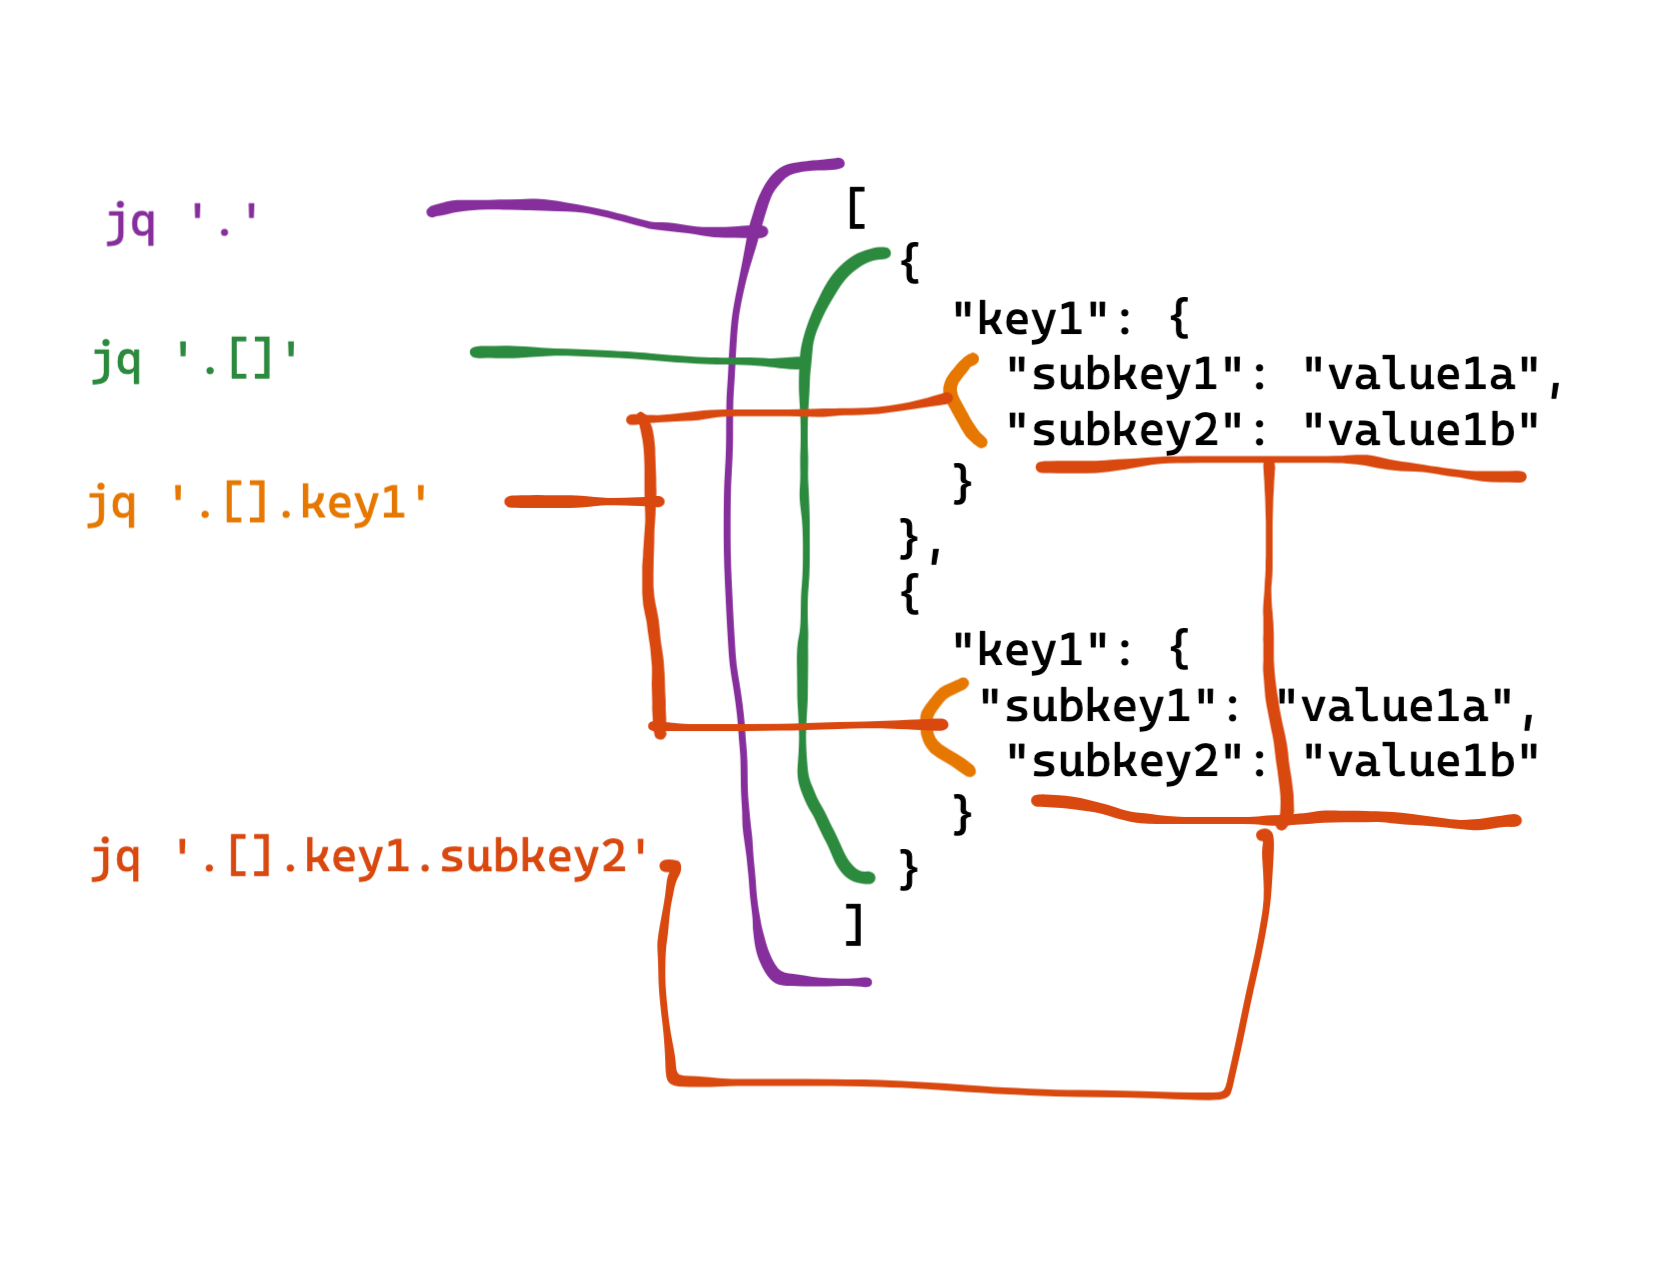 jq '.'
jq '.[]'
jq '.[].key1'
jq '.[].key1.subkey2'
[
{
"key1": {
"subkey1": "value1a",
"subkey2": "value1b"
}
},
{
"key1": {
"subkey1": "value1a",
"subkey2": "value1b"
}
}
]